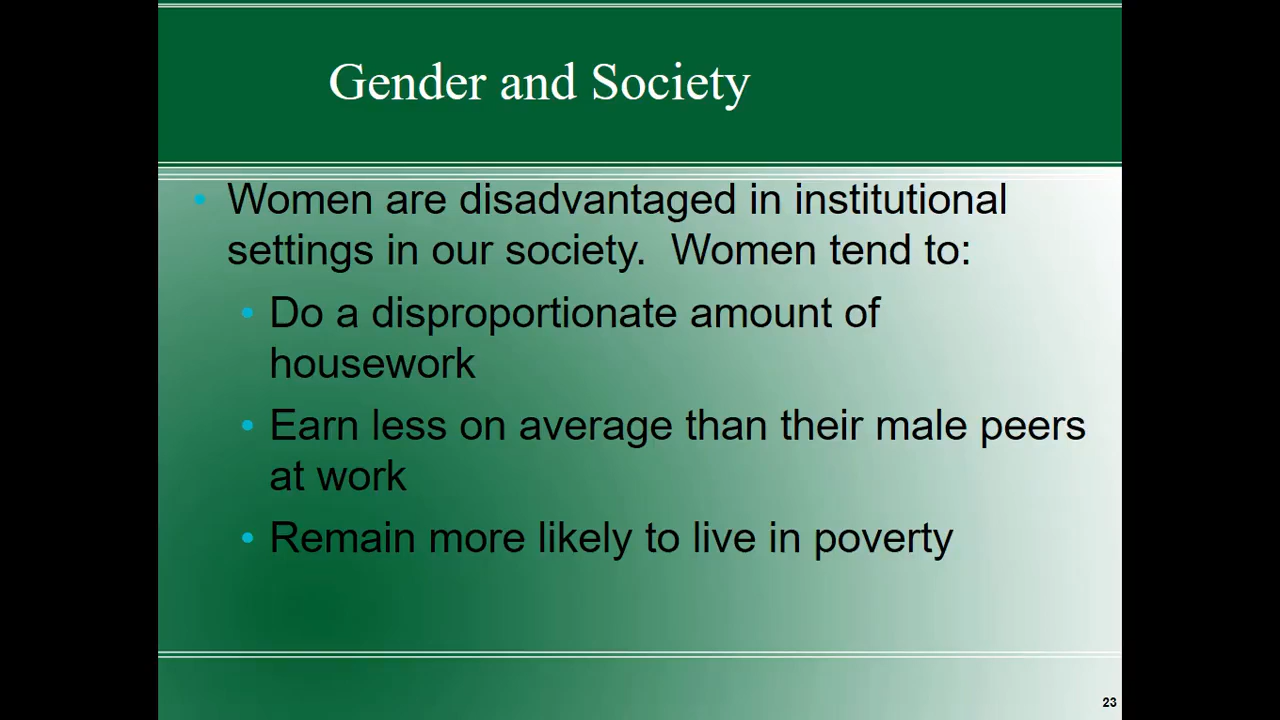 Gender and Society
• Women are disadvantaged in institutional
settings in our society.  Women tend to:
• Do a disproportionate amount of
housework
• Earn less on average than their male peers
at work
• Remain more likely to live in poverty
23